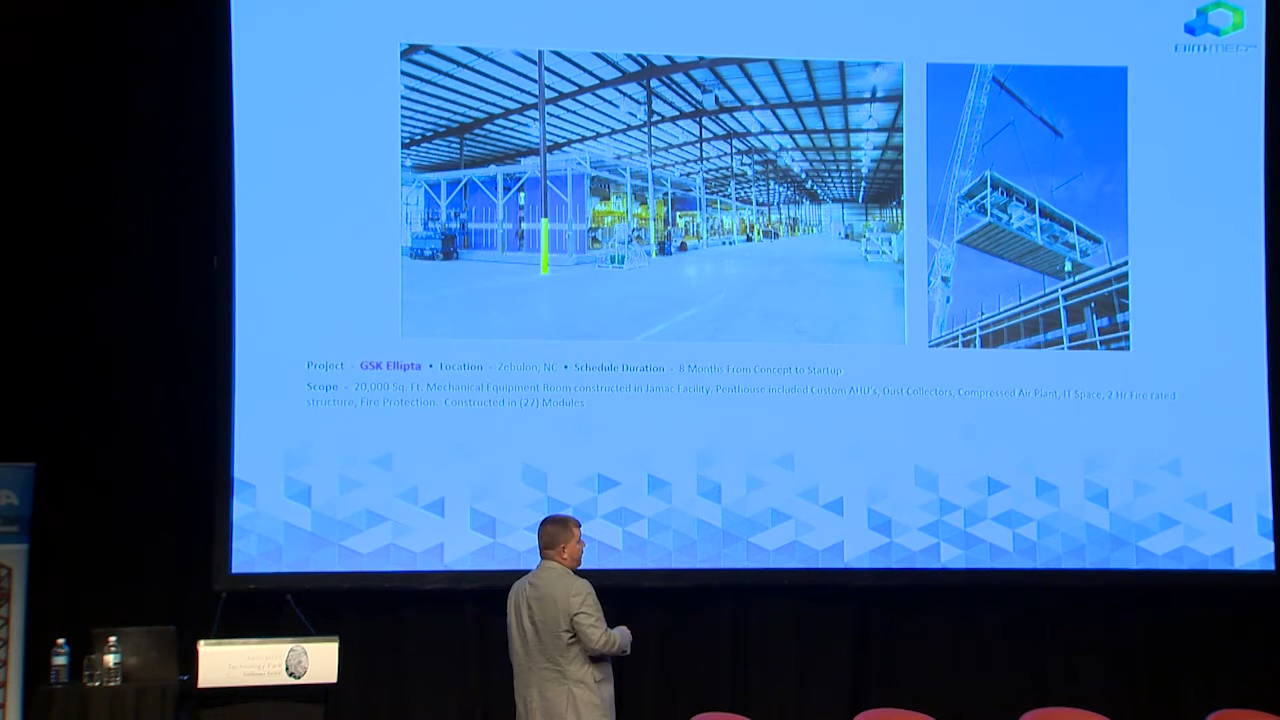 BIM-MEP
Project - GSK Ellipta • Location - Zebulon, NC • Schedule Duration - 8 Months From Concept to Startup
Scope - 20,000 Sq. Ft. Mechanical Equipment Room constructed in Jamac Facility. Penthouse included Custom AHU's, Dust Collectors, Compressed Air Plant, IT Space, 2 Hr Fire rated
structure, Fire Protection. Constructed in (27) Modules
Technology Park